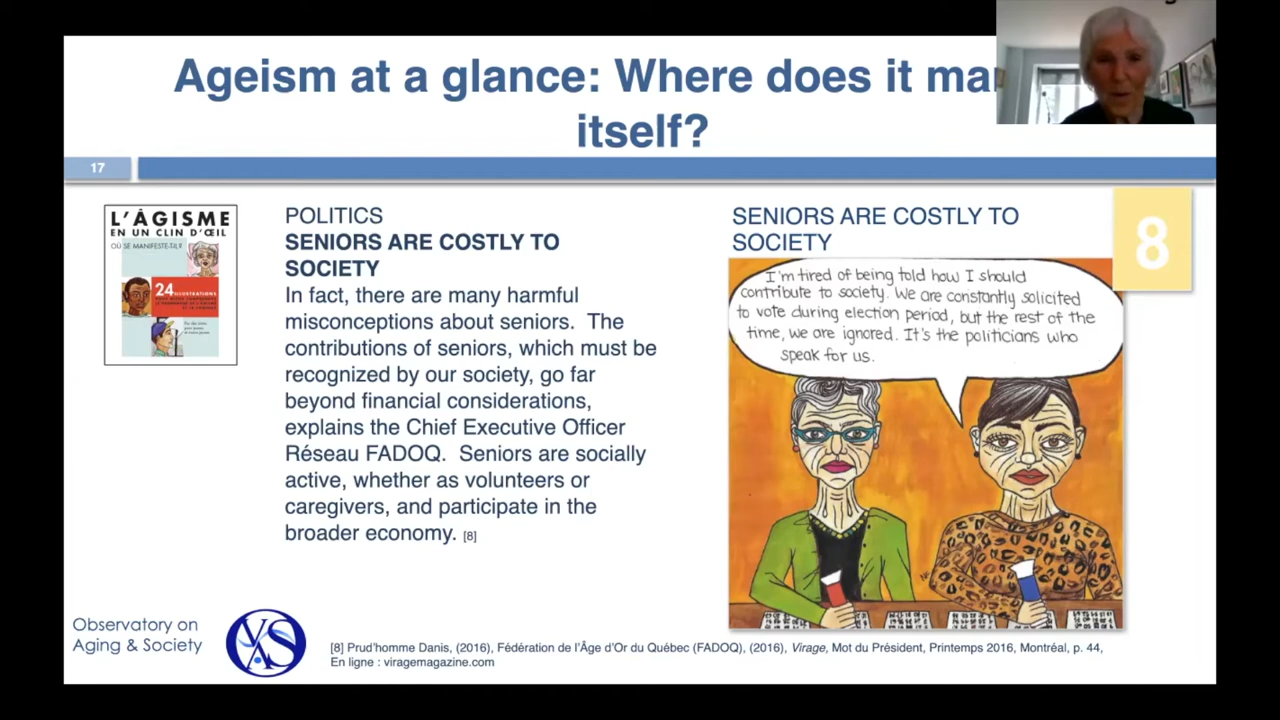 Ageism at a glance: Where does it
itself?
17
L'ÂGISME
EN UN CLIN D'ŒIL
OÙ SE MANIFESTE-T-IL?
24 ILLUSTRATIONS
POLITICS
SENIORS ARE COSTLY TO
SOCIETY
In fact, there are many harmful
misconceptions about seniors.  The
contributions of seniors, which must be
recognized by our society, go far
beyond financial considerations,
explains the Chief Executive Officer
Réseau FADOQ.  Seniors are socially
active, whether as volunteers or
caregivers, and participate in the
broader economy. [8]
SENIORS ARE COSTLY TO
SOCIETY
8
I'm tired of being told how I should
contribute to society. We are constantly solicited
to vote during election period, but the rest of the
time, we are ignored. It's the politicians who
speak for us.
Observatory on
Aging & Society
[8] Prud'homme Danis, (2016), Fédération de l'Âge d'Or du Québec (FADOQ), (2016), Virage, Mot du Président, Printemps 2016, Montréal, p. 44,
En ligne : viragemagazine.com